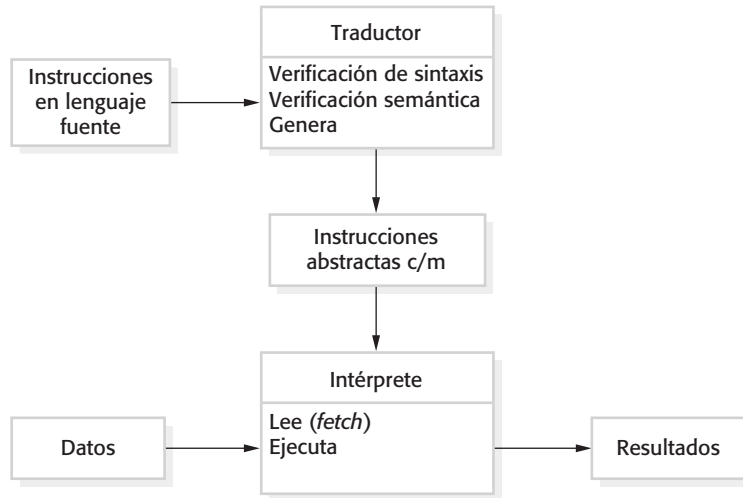 Traductor
Instrucciones
en lenguaje
fuente
Verificación de sintaxis
Verificación semántica
Genera
Instrucciones
abstractas c/m
Intérprete
Lee (fetch)
Ejecuta
Datos
Resultados